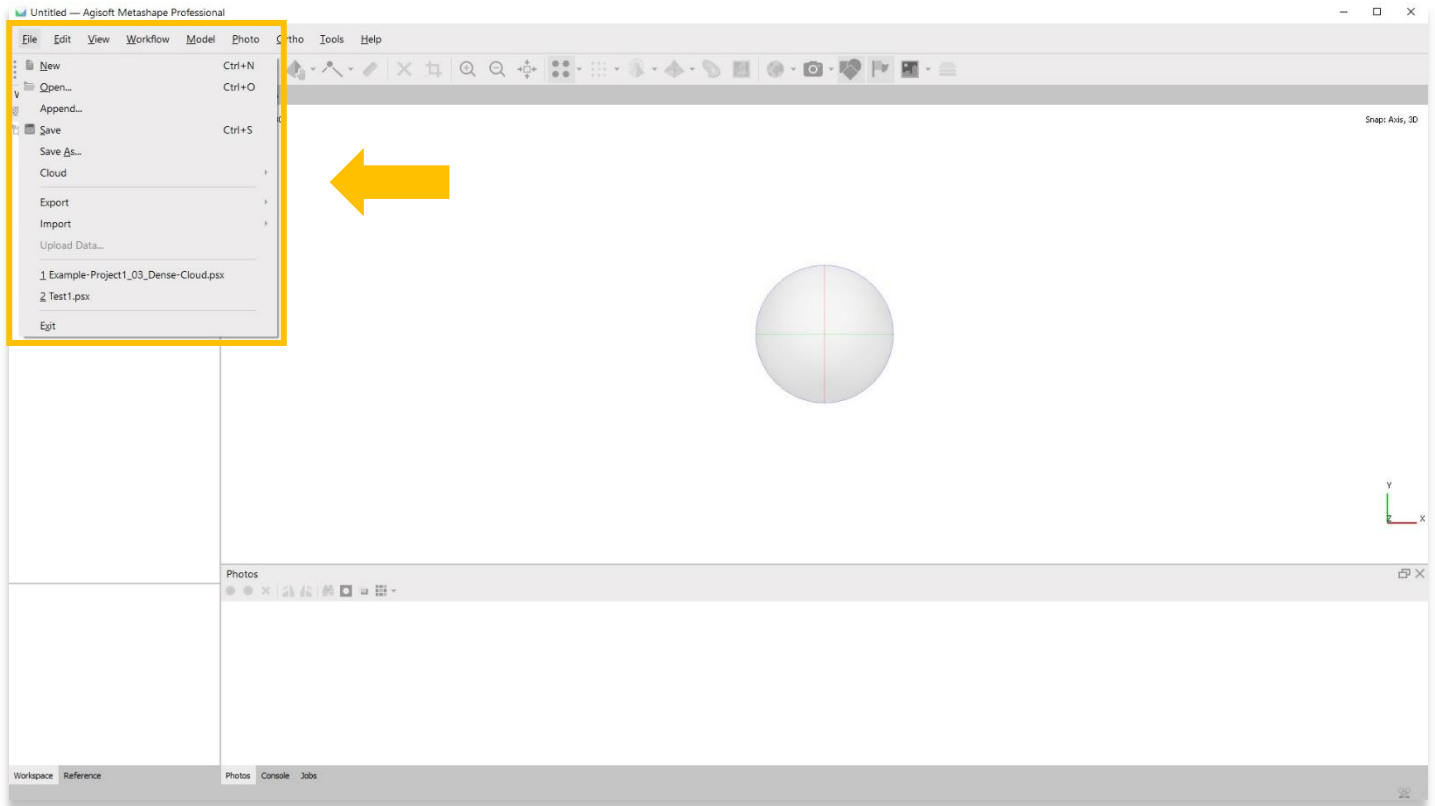 Untitled — Agisoft Metashape Professional
File Edit View Workflow Model Photo Ortho Tools Help
New Ctrl+N
Open... Ctrl+O
Append...
Save Ctrl+S
Save As...
Cloud
Export
Import
Upload Data...
1 Example-Project1_03_Dense-Cloud.psx
2 Test1.psx
Exit
Snap: Axis, 3D
Y
Z X
Photos
Workspace Reference
Photos Console Jobs